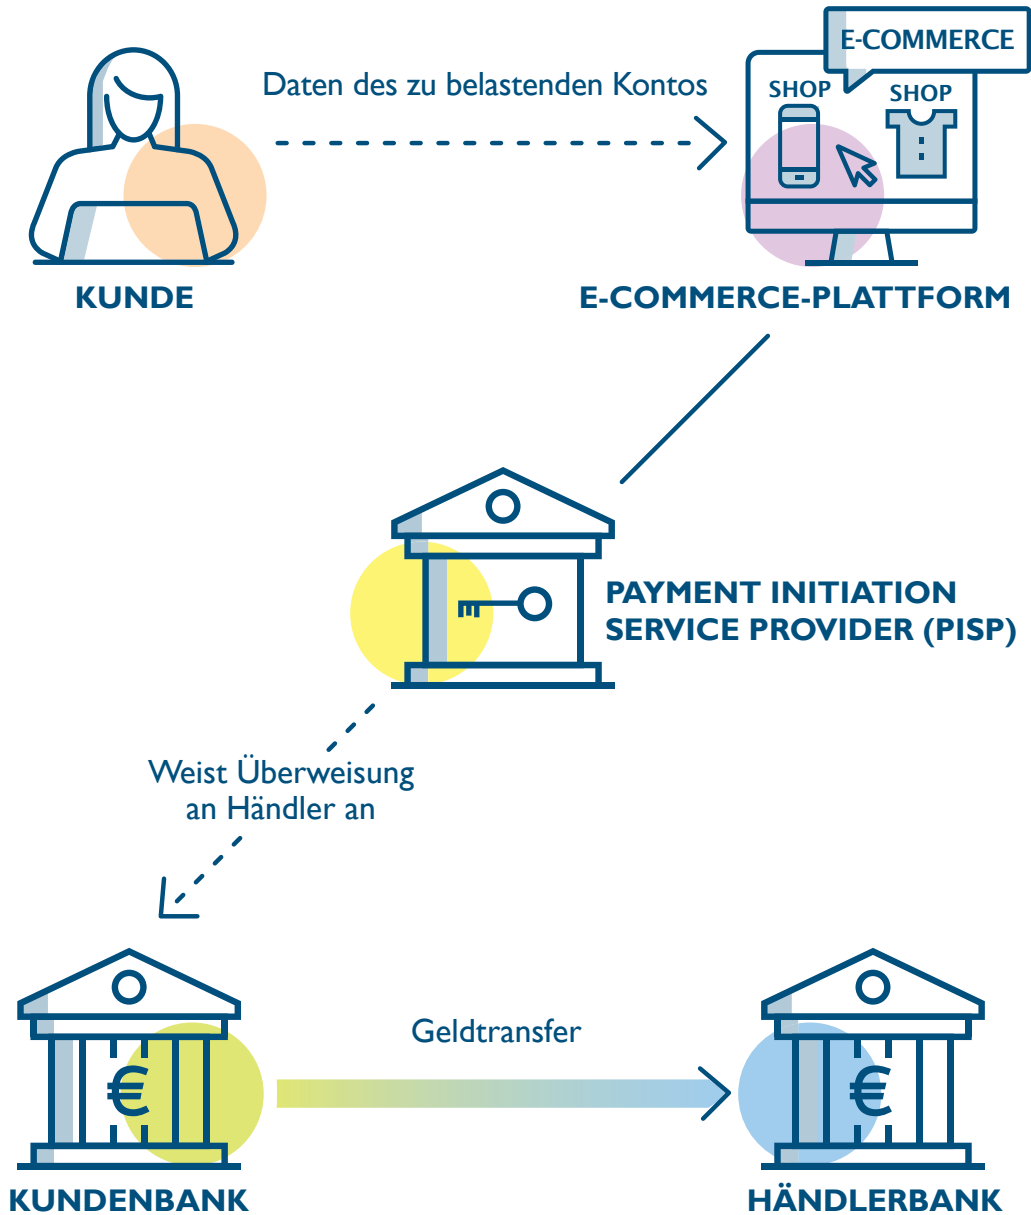 E-COMMERCE
Daten des zu belastenden Kontos
SHOP
SHOP
KUNDE
E-COMMERCE-PLATTFORM
PAYMENT INITIATION
SERVICE PROVIDER (PISP)
Weist Überweisung
an Händler an
Geldtransfer
€
€
KUNDENBANK
HÄNDLERBANK